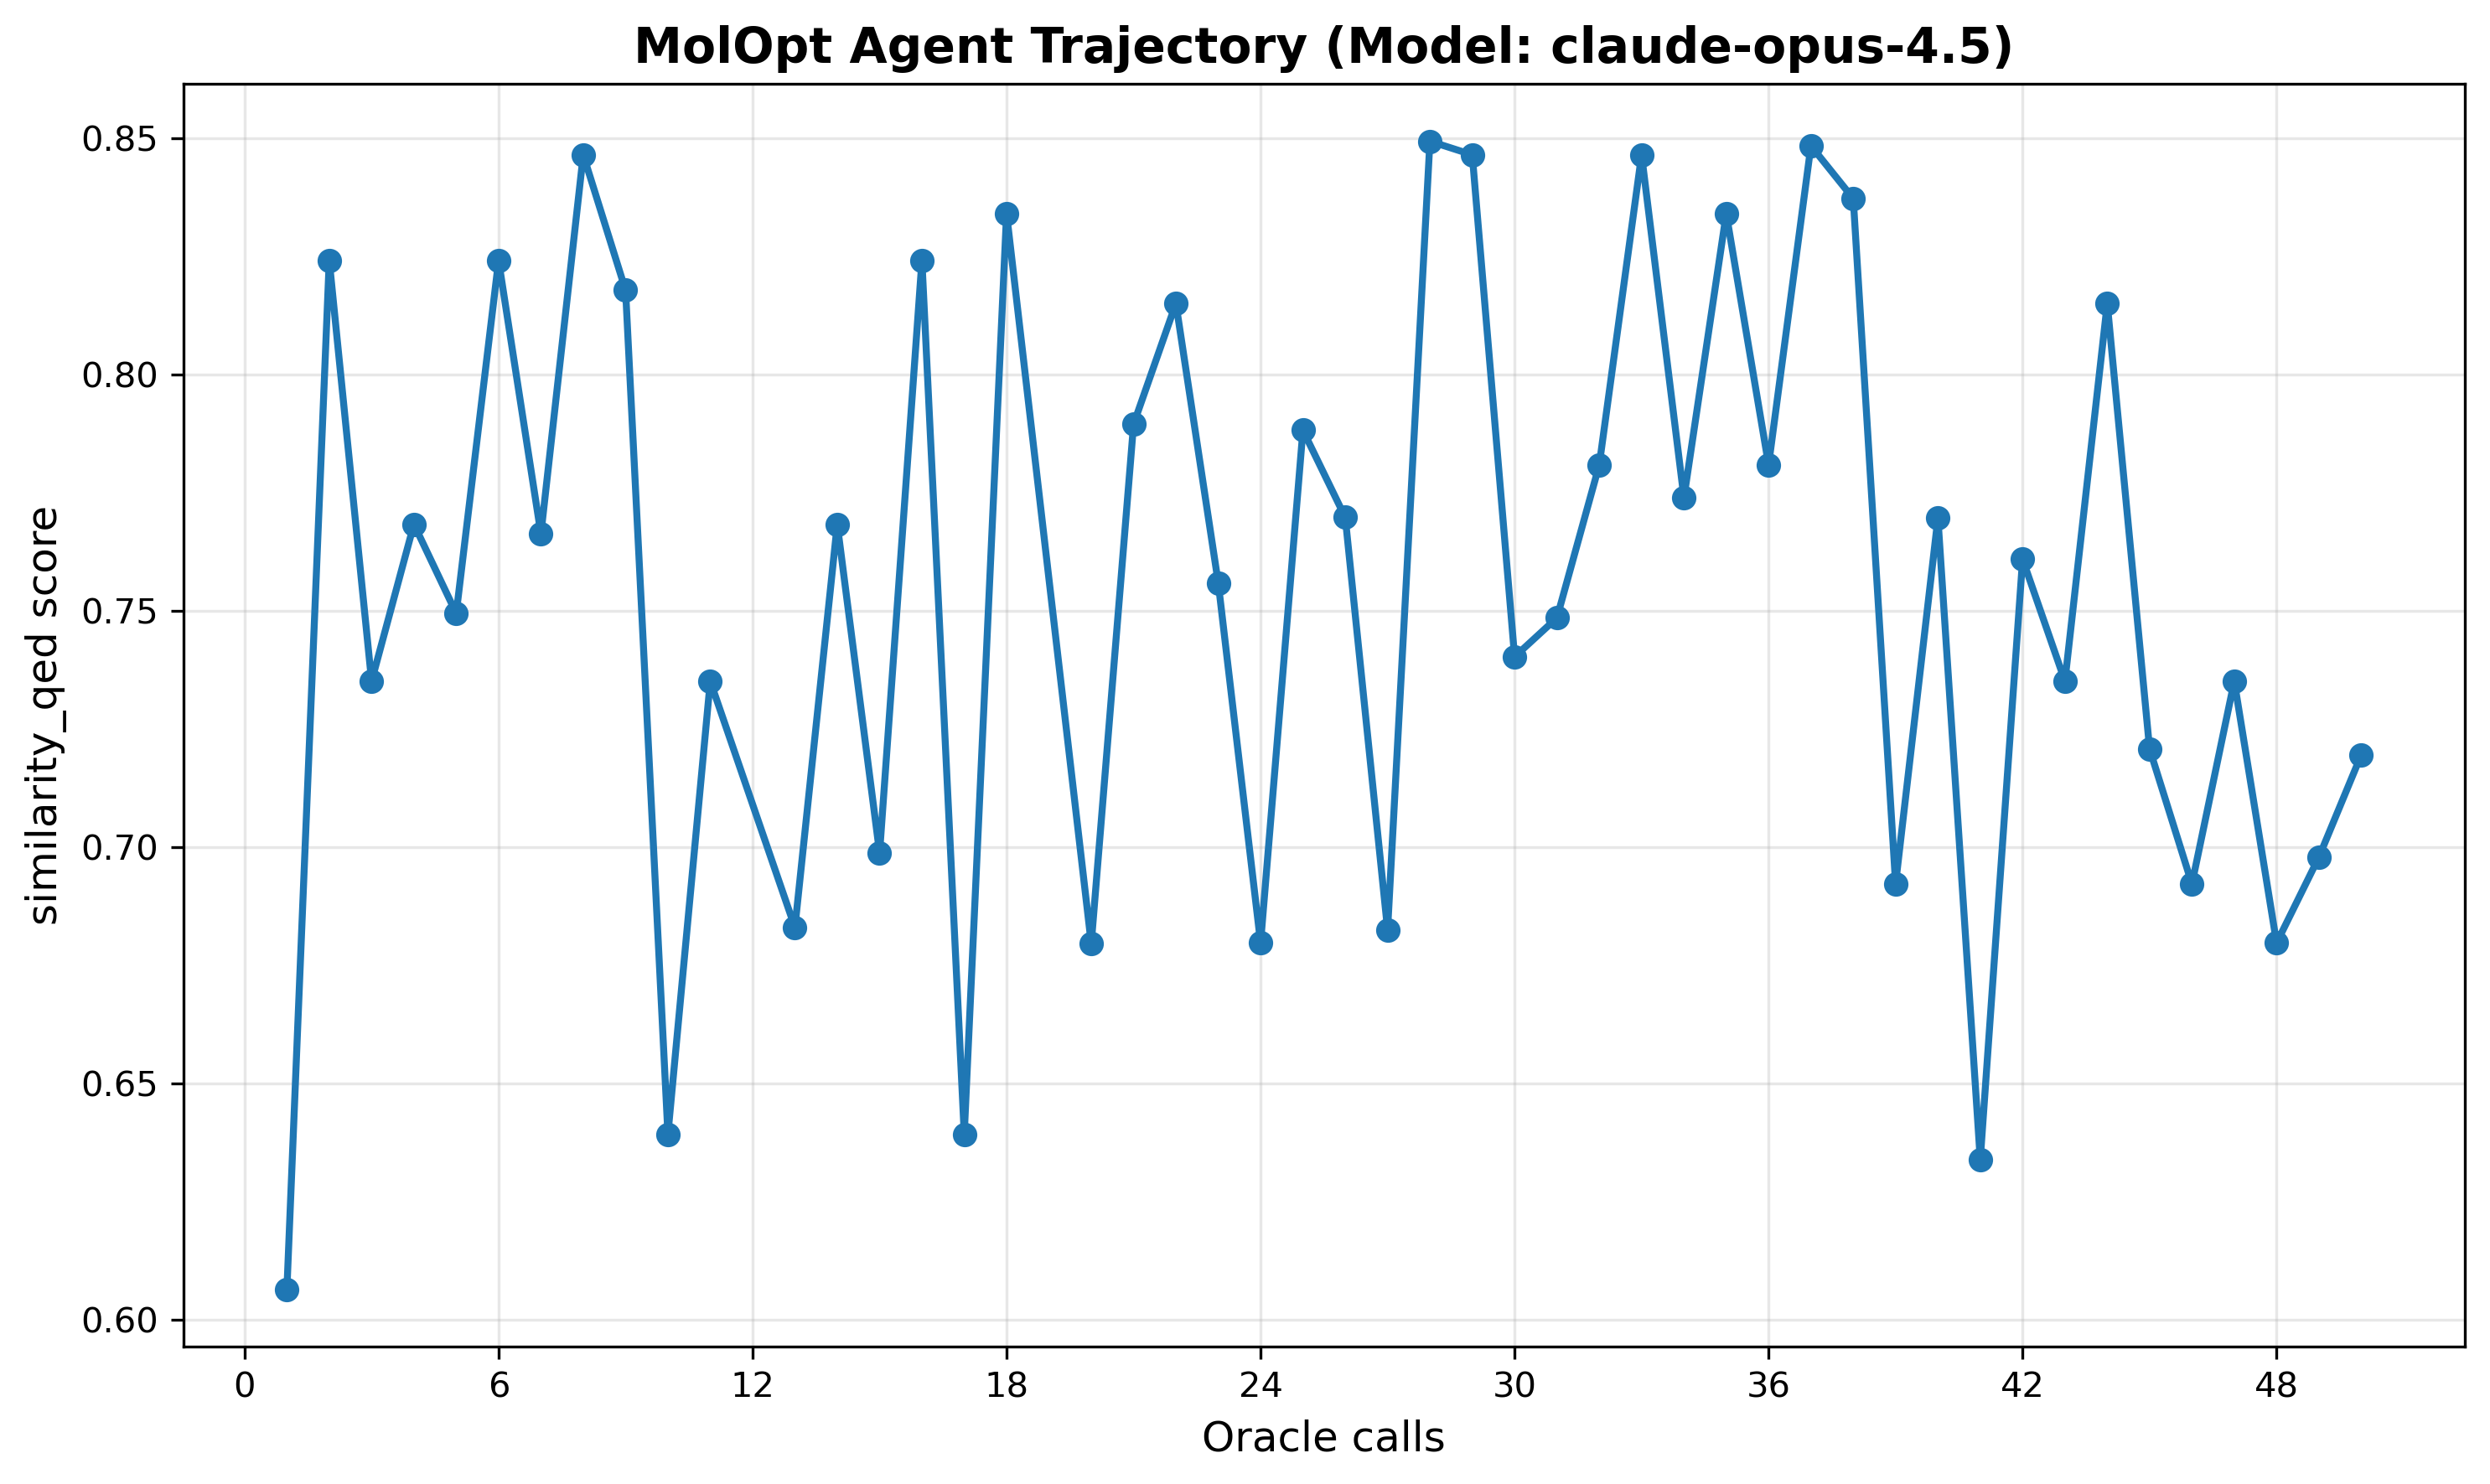 MolOpt Agent Trajectory (Model: claude-opus-4.5)
similarity_qed score
0.85
0.80
0.75
0.70
0.65
0.60
0 6 12 18 24 30 36 42 48
Oracle calls